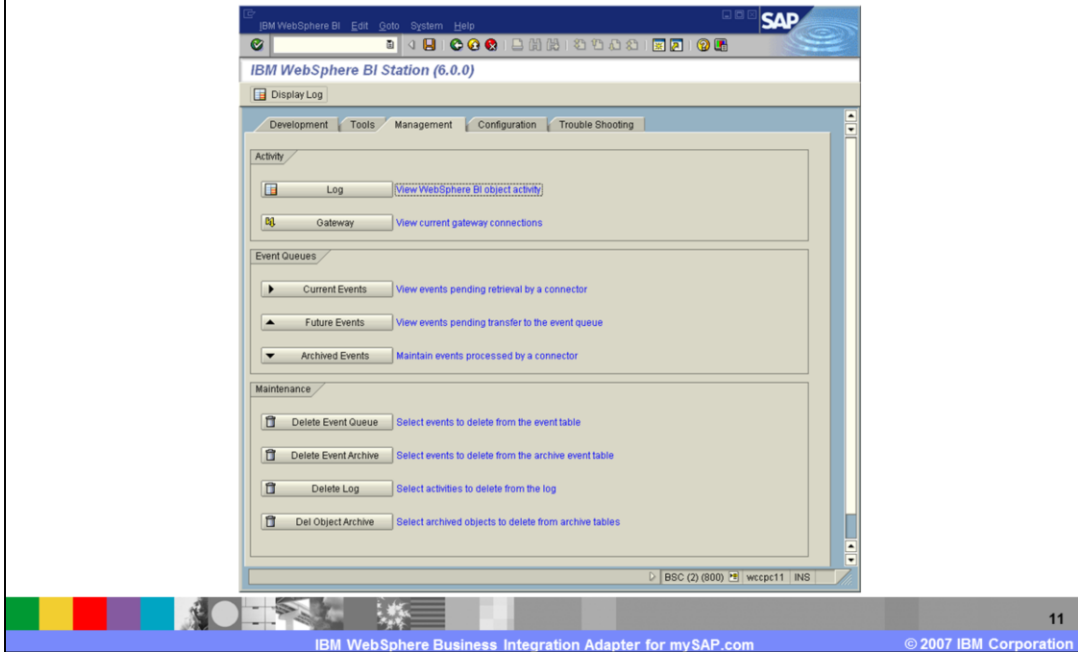 IBM WebSphere BI Edit Goto System Help
SAP
IBM WebSphere BI Station (6.0.0)
Display Log
Development Tools Management Configuration Trouble Shooting
Activity
Log View WebSphere BI object activity
Gateway View current gateway connections
Event Queues
Current Events View events pending retrieval by a connector
Future Events View events pending transfer to the event queue
Archived Events Maintain events processed by a connector
Maintenance
Delete Event Queue Select events to delete from the event table
Delete Event Archive Select events to delete from the archive event table
Delete Log Select activities to delete from the log
Del Object Archive Select archived objects to delete from archive tables
BSC (2) (800) wccpc11 INS
11
IBM WebSphere Business Integration Adapter for mySAP.com © 2007 IBM Corporation